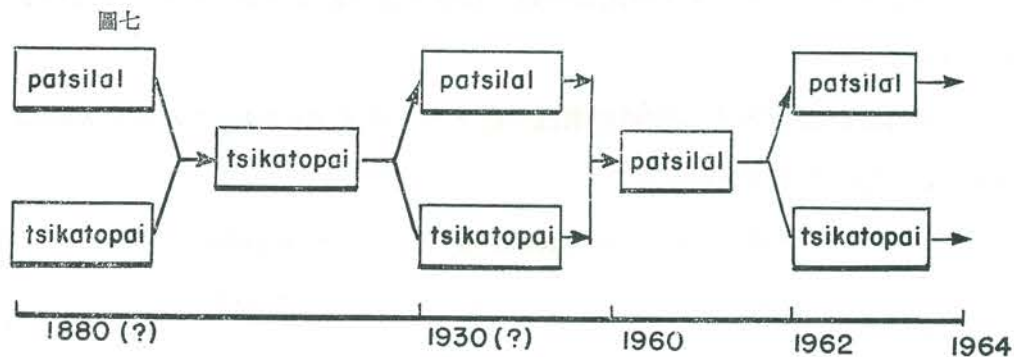 圖七
patsilal
patsilal
patsilal
tsikatopai
patsilal
tsikatopai
tsikatopai
tsikatopai
1880 (?)
1930 (?)
1960
1962
1964